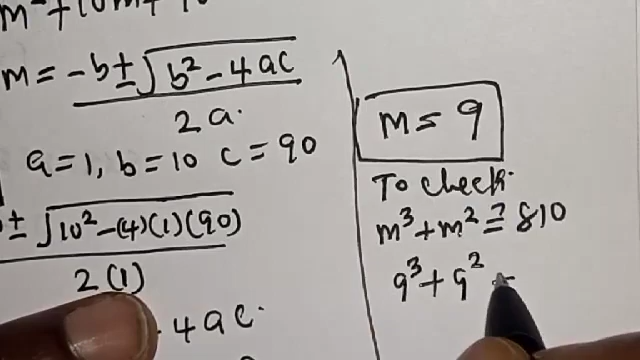 m = -b ± √b² - 4ac
2a.
a = 1, b = 10 c = 90
± √10² - (4)(1)(90)
2(1)
4ac.
m = 9
To check.
m³ + m² ≟ 810
9³ + 9²